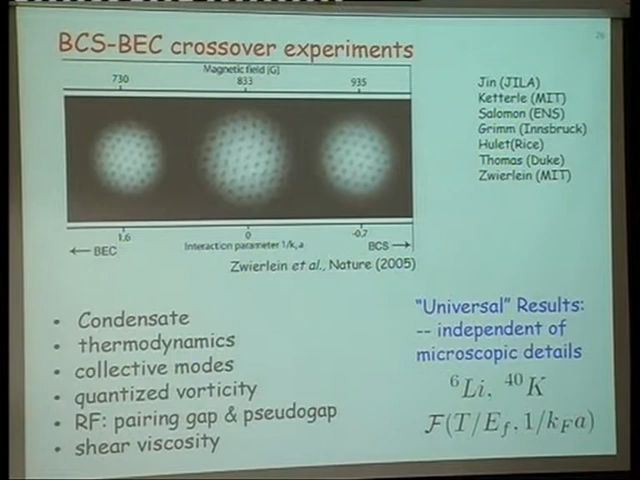 26
BCS-BEC crossover experiments
Magnetic field [G]
730 833 935
1.6 0 -0.7
← BEC Interaction parameter 1/kFa BCS →
Zwierlein et al., Nature (2005)
Jin (JILA)
Ketterle (MIT)
Salomon (ENS)
Grimm (Innsbruck)
Hulet(Rice)
Thomas (Duke)
Zwierlein (MIT)
• Condensate
• thermodynamics
• collective modes
• quantized vorticity
• RF: pairing gap & pseudogap
• shear viscosity
"Universal" Results:
-- independent of
microscopic details
⁶Li, ⁴⁰K
F(T/E_f, 1/k_Fa)